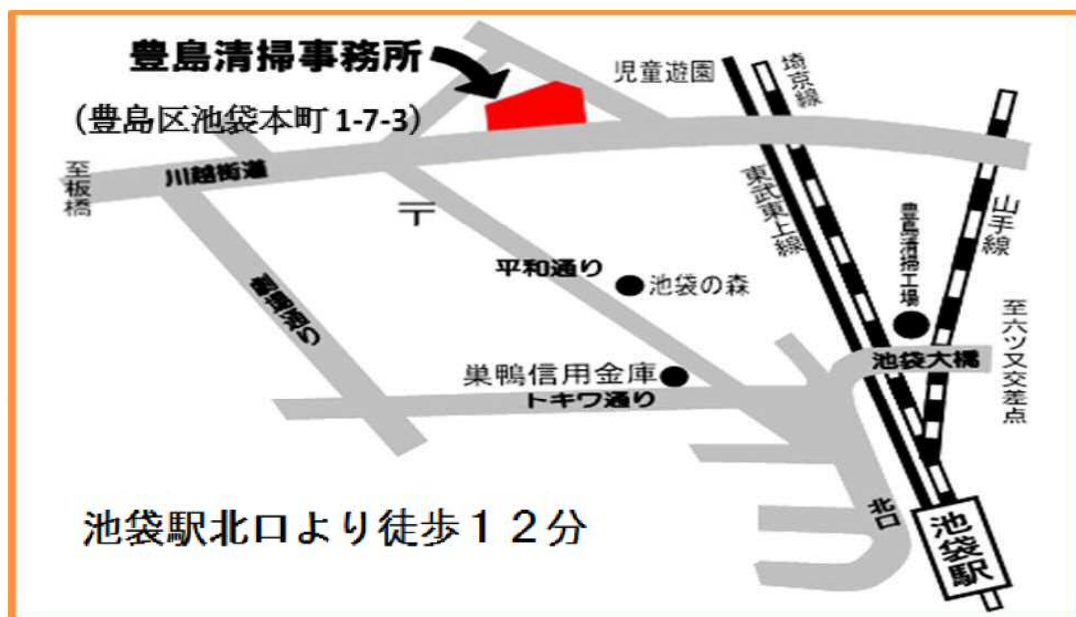 豊島清掃事務所
(豊島区池袋本町1-7-3)
児童遊園
埼京線
至板橋
川越街道
〒
東武東上線
豊島清掃工場
山手線
平和通り
池袋の森
至六ツ又交差点
池袋大橋
巣鴨信用金庫
トキワ通り
北口
池袋駅北口より徒歩12分
池袋駅